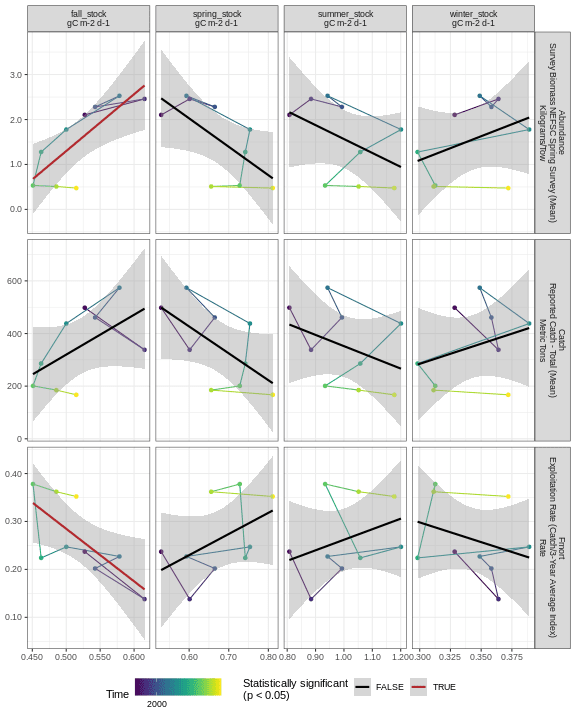 fall_stock
gC m-2 d-1
spring_stock
gC m-2 d-1
summer_stock
gC m-2 d-1
winter_stock
gC m-2 d-1
3.0
2.0
1.0
0.0
Abundance
Survey Biomass NEFSC Spring Survey (Mean)
Kilograms/Tow
600
400
200
0
Catch
Reported Catch - Total (Mean)
Metric Tons
0.40
0.30
0.20
0.10
Fmort
Exploitation Rate (Catch/3-Year Average Index)
Rate
0.450 0.500 0.550 0.600
0.60 0.70 0.80
0.80 0.90 1.00 1.10 1.20
0.300 0.325 0.350 0.375
Time
2000
Statistically significant
(p < 0.05)
FALSE
TRUE